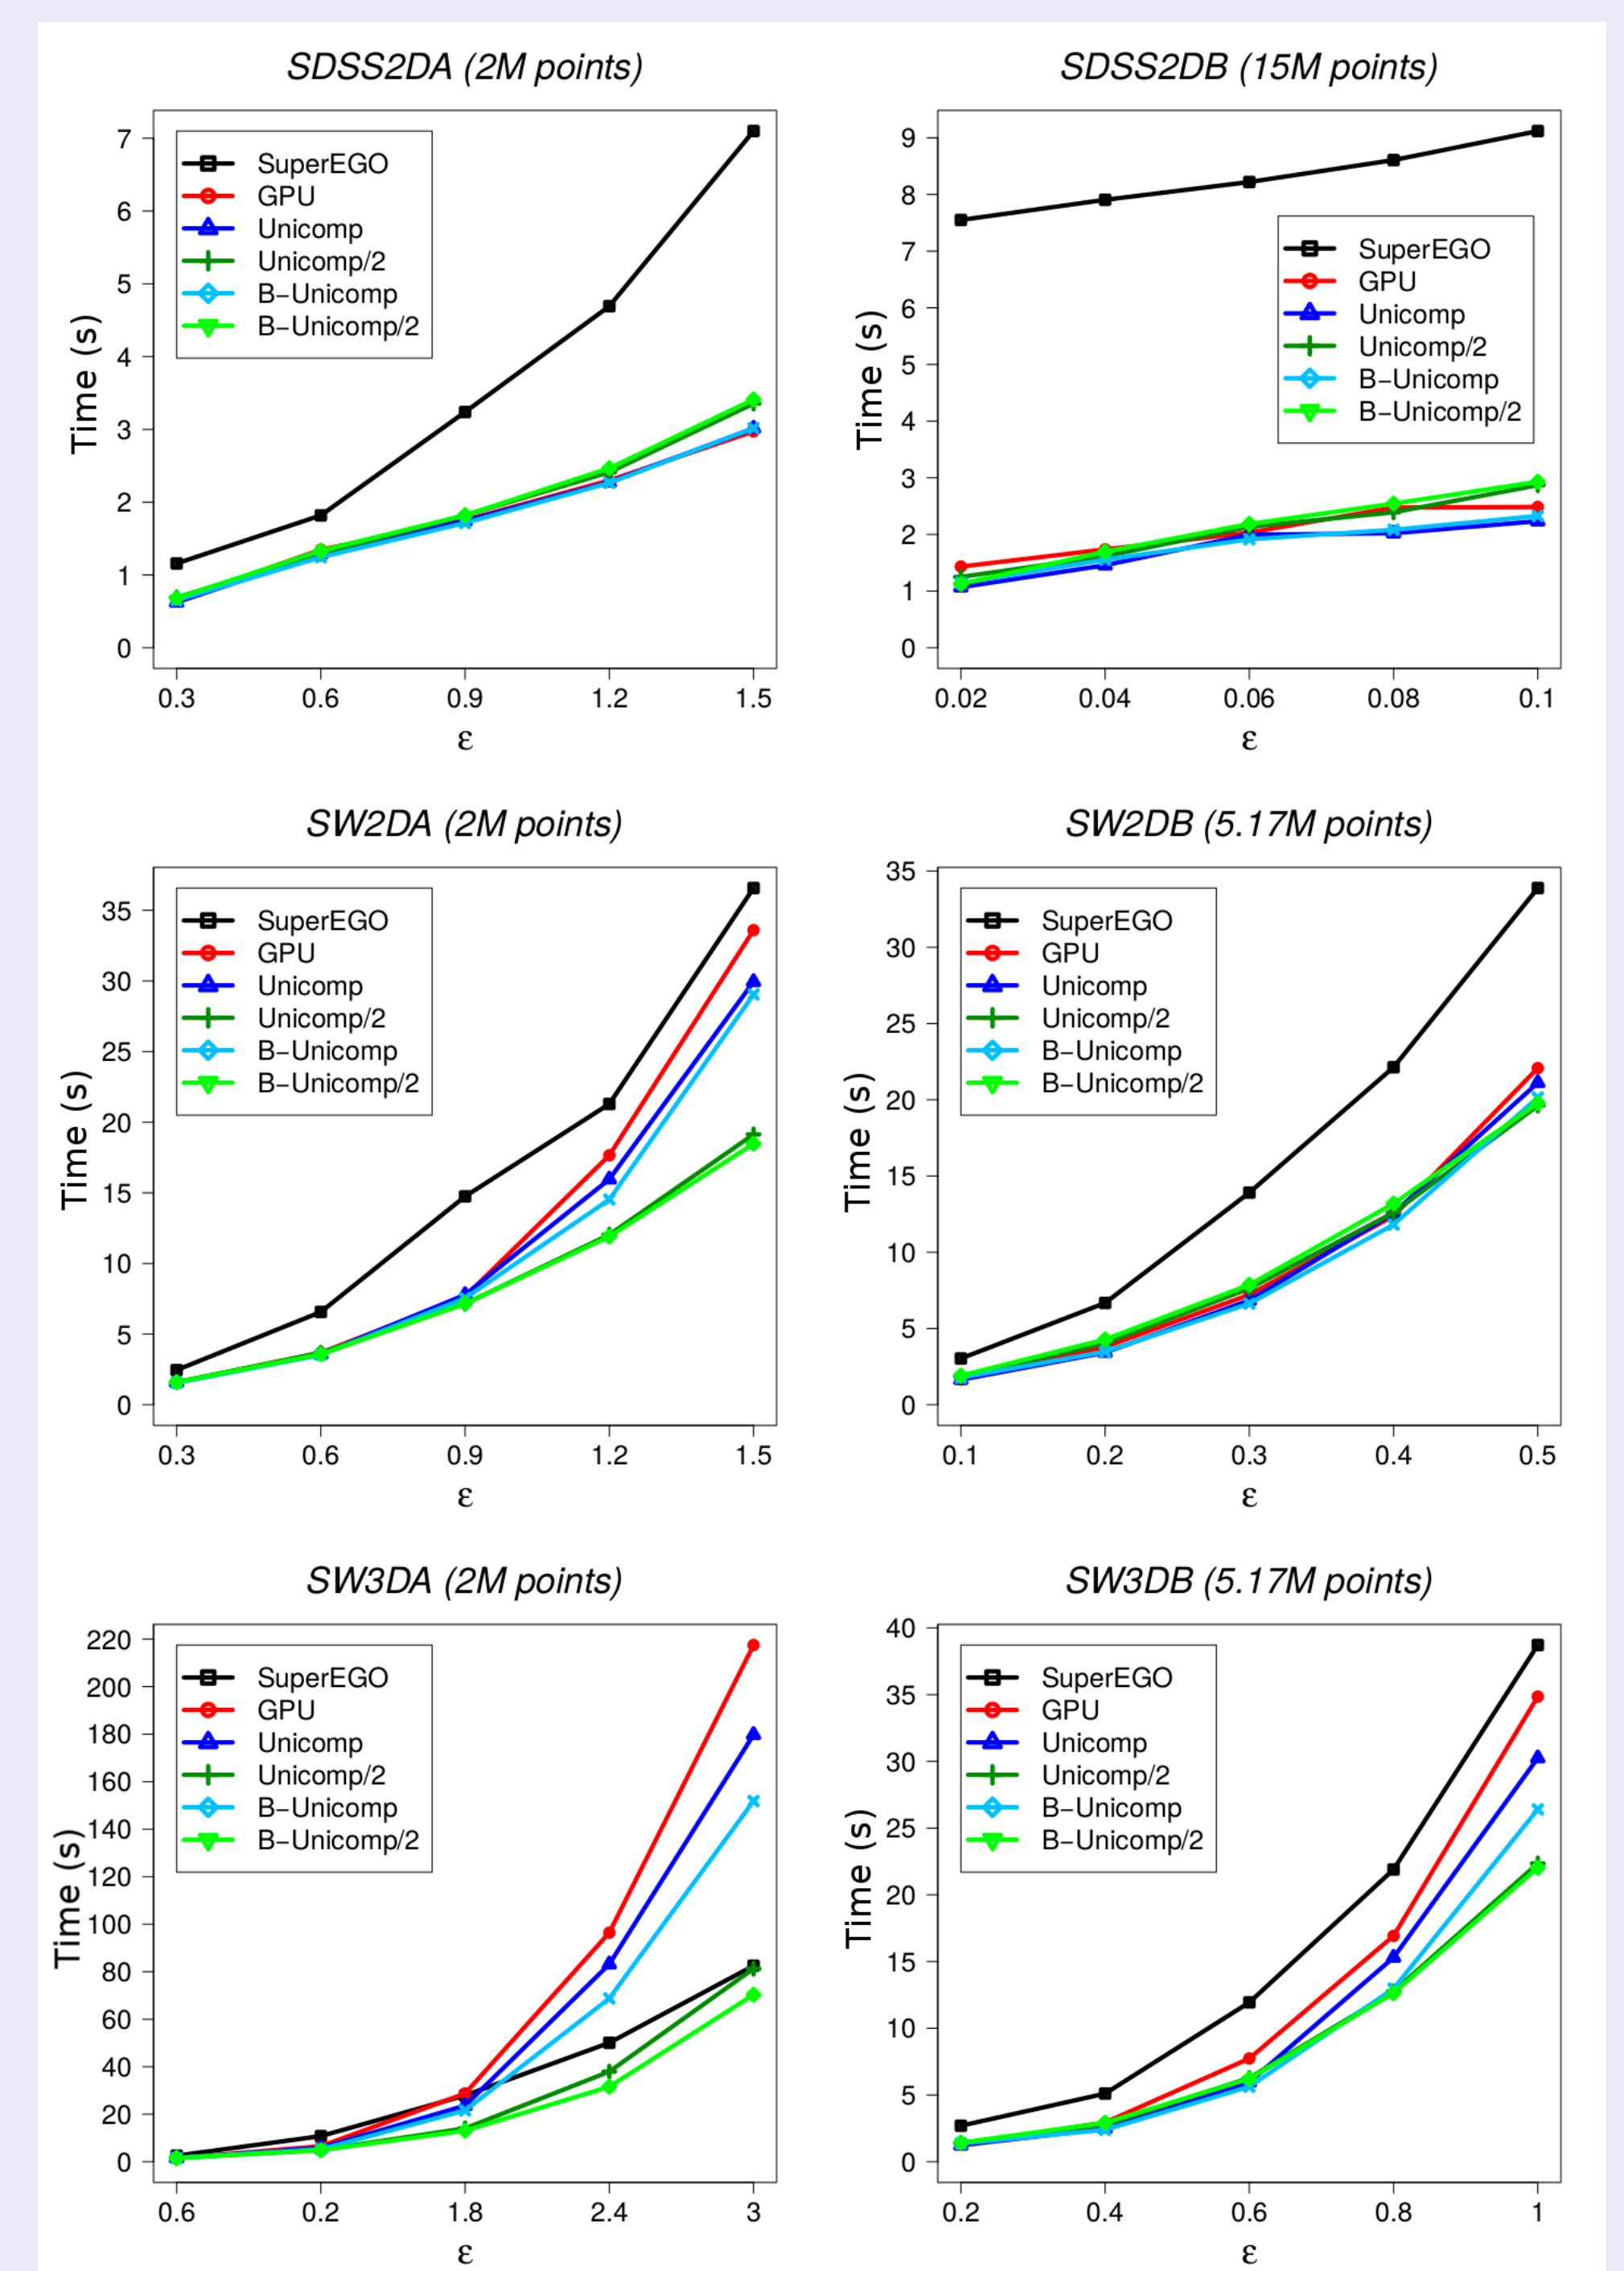 SDSS2DA (2M points)
SuperEGO
GPU
Unicomp
Unicomp/2
B−Unicomp
B−Unicomp/2
Time (s)
7
6
5
4
3
2
1
0
0.3 0.6 0.9 1.2 1.5
ε
SDSS2DB (15M points)
SuperEGO
GPU
Unicomp
Unicomp/2
B−Unicomp
B−Unicomp/2
Time (s)
9
8
7
6
5
4
3
2
1
0
0.02 0.04 0.06 0.08 0.1
ε
SW2DA (2M points)
SuperEGO
GPU
Unicomp
Unicomp/2
B−Unicomp
B−Unicomp/2
Time (s)
35
30
25
20
15
10
5
0
0.3 0.6 0.9 1.2 1.5
ε
SW2DB (5.17M points)
SuperEGO
GPU
Unicomp
Unicomp/2
B−Unicomp
B−Unicomp/2
Time (s)
35
30
25
20
15
10
5
0
0.1 0.2 0.3 0.4 0.5
ε
SW3DA (2M points)
SuperEGO
GPU
Unicomp
Unicomp/2
B−Unicomp
B−Unicomp/2
Time (s)
220
200
180
160
140
120
100
80
60
40
20
0
0.6 0.2 1.8 2.4 3
ε
SW3DB (5.17M points)
SuperEGO
GPU
Unicomp
Unicomp/2
B−Unicomp
B−Unicomp/2
Time (s)
40
35
30
25
20
15
10
5
0
0.2 0.4 0.6 0.8 1
ε